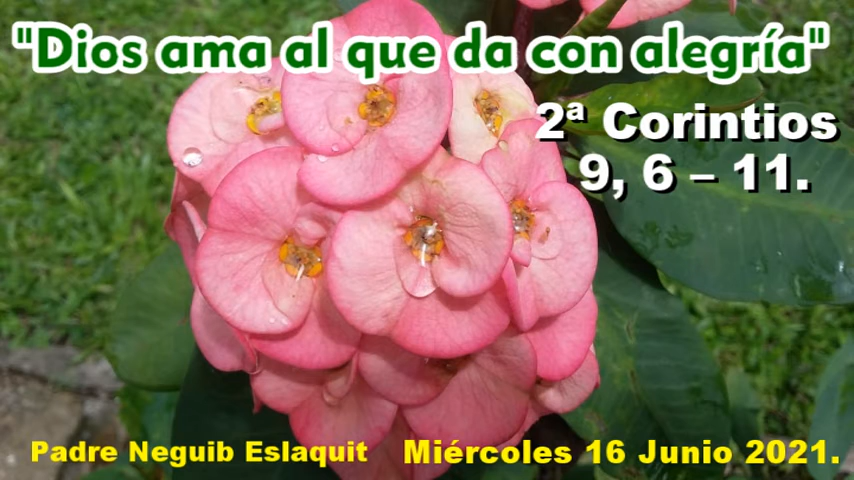 "Dios ama al que da con alegría"
2ª Corintios
9, 6 – 11.
Padre Neguib Eslaquit Miércoles 16 Junio 2021.